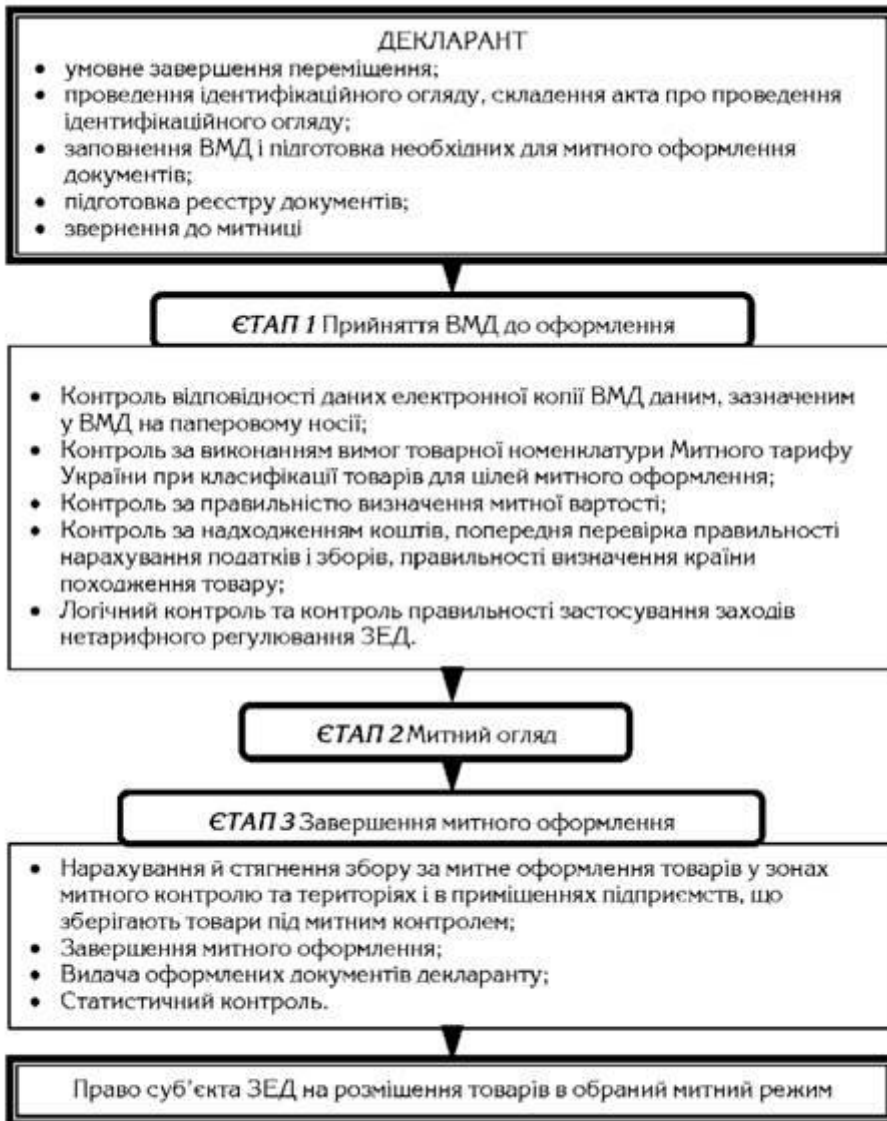 ДЕКЛАРАНТ
• умовне завершення переміщення;
• проведення ідентифікаційного огляду, складення акта про проведення
ідентифікаційного огляду;
• заповнення ВМД і підготовка необхідних для митного оформлення
документів;
• підготовка реєстру документів;
• звернення до митниці
ЄТАП 1 Прийняття ВМД до оформлення
• Контроль відповідності даних електронної копії ВМД даним, зазначеним
у ВМД на паперовому носії;
• Контроль за виконанням вимог товарної номенклатури Митного тарифу
України при класифікації товарів для цілей митного оформлення;
• Контроль за правильністю визначення митної вартості;
• Контроль за надходженням коштів, попередня перевірка правильності
нарахування податків і зборів, правильності визначення країни
походження товару;
• Логічний контроль та контроль правильності застосування заходів
нетарифного регулювання ЗЕД.
ЄТАП 2 Митний огляд
ЄТАП 3 Завершення митного оформлення
• Нарахування й стягнення збору за митне оформлення товарів у зонах
митного контролю та територіях і в приміщеннях підприємств, що
зберігають товари під митним контролем;
• Завершення митного оформлення;
• Видача оформлених документів декларанту;
• Статистичний контроль.
Право суб’єкта ЗЕД на розміщення товарів в обраний митний режим